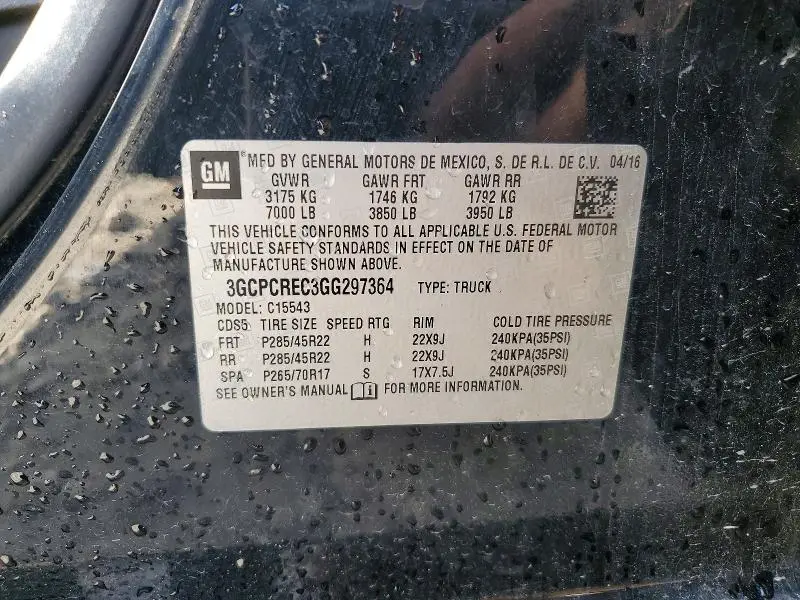 GM
MFD BY GENERAL MOTORS DE MEXICO, S. DE R.L. DE C.V. 04/16
GVWR GAWR FRT GAWR RR
3175 KG 1746 KG 1792 KG
7000 LB 3850 LB 3950 LB
THIS VEHICLE CONFORMS TO ALL APPLICABLE U.S. FEDERAL MOTOR
VEHICLE SAFETY STANDARDS IN EFFECT ON THE DATE OF
MANUFACTURE SHOWN ABOVE.
3GCPCREC3GG297364 TYPE: TRUCK
MODEL: C15543
CDS5 TIRE SIZE SPEED RTG RIM COLD TIRE PRESSURE
FRT P285/45R22 H 22X9J 240KPA(35PSI)
RR P285/45R22 H 22X9J 240KPA(35PSI)
SPA P265/70R17 S 17X7.5J 240KPA(35PSI)
SEE OWNER'S MANUAL FOR MORE INFORMATION.